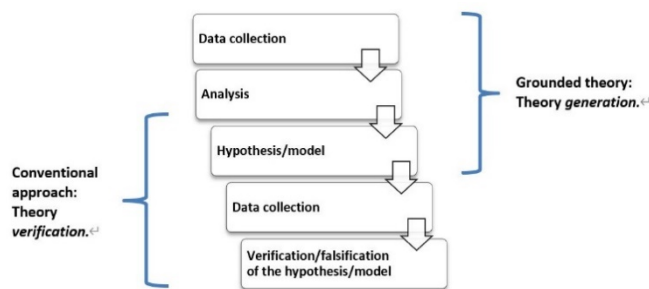 Data collection
Analysis
Hypothesis/model
Data collection
Verification/falsification
of the hypothesis/model
Grounded theory:
Theory generation.↵
Conventional
approach:
Theory
verification.↵